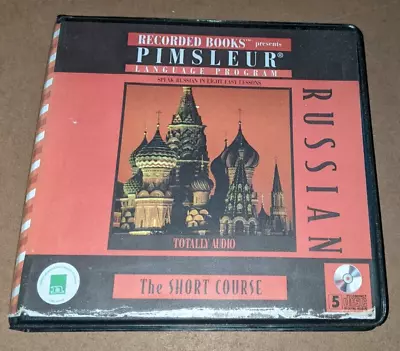 RECORDED BOOKS™ presents
PIMSLEUR®
LANGUAGE PROGRAM
SPEAK RUSSIAN IN EIGHT EASY LESSONS
RUSSIAN
TOTALLY AUDIO
The SHORT COURSE
5